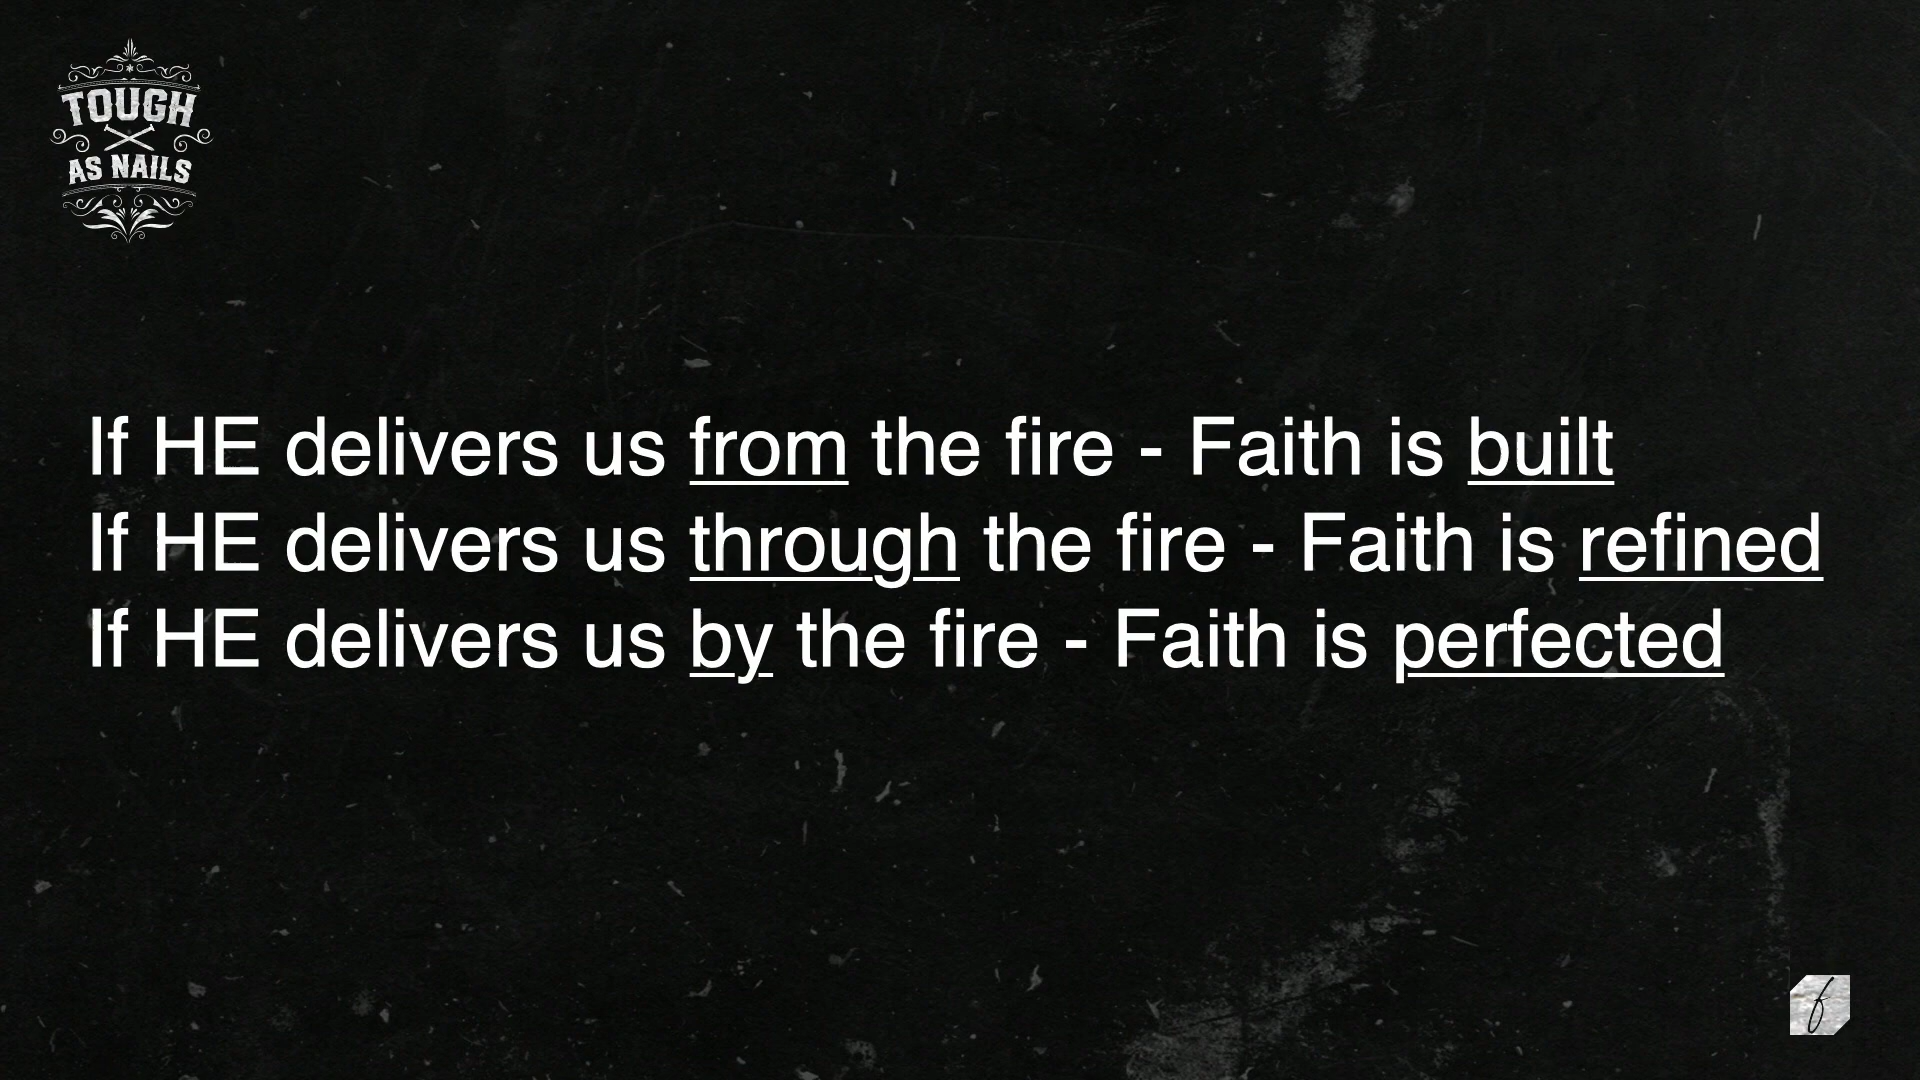 TOUGH
AS NAILS
If HE delivers us from the fire - Faith is built
If HE delivers us through the fire - Faith is refined
If HE delivers us by the fire - Faith is perfected
f